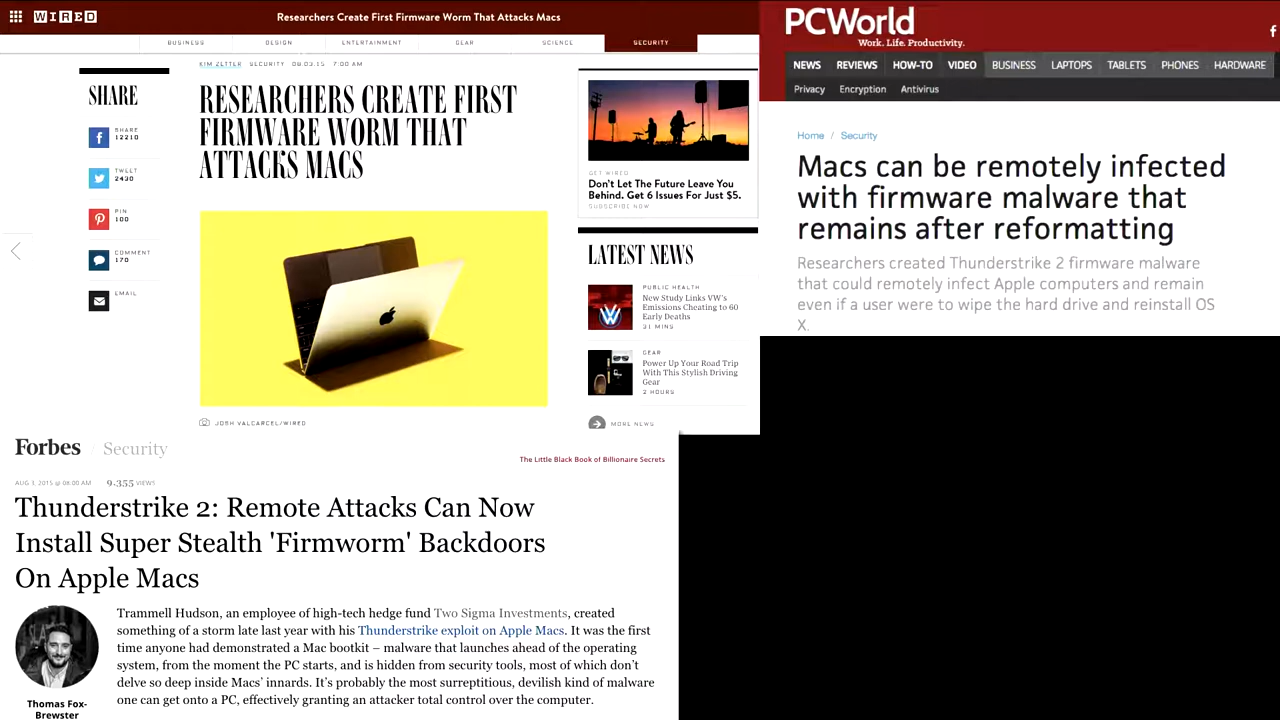 WIRED
Researchers Create First Firmware Worm That Attacks Macs
BUSINESS DESIGN ENTERTAINMENT GEAR SCIENCE SECURITY
KIM ZETTER SECURITY 08.03.15 7:00 AM
SHARE
SHARE
12210
TWEET
2430
PIN
100
COMMENT
170
EMAIL
RESEARCHERS CREATE FIRST
FIRMWARE WORM THAT
ATTACKS MACS
JOSH VALCARCEL/WIRED
GET WIRED
Don't Let The Future Leave You
Behind. Get 6 Issues For Just $5.
SUBSCRIBE NOW
LATEST NEWS
PUBLIC HEALTH
New Study Links VW's
Emissions Cheating to 60
Early Deaths
31 MINS
GEAR
Power Up Your Road Trip
With This Stylish Driving
Gear
2 HOURS
MORE NEWS
PCWorld
Work. Life. Productivity.
NEWS REVIEWS HOW-TO VIDEO BUSINESS LAPTOPS TABLETS PHONES HARDWARE
Privacy Encryption Antivirus
Home / Security
Macs can be remotely infected
with firmware malware that
remains after reformatting
Researchers created Thunderstrike 2 firmware malware
that could remotely infect Apple computers and remain
even if a user were to wipe the hard drive and reinstall OS
X.
Forbes / Security
The Little Black Book of Billionaire Secrets
AUG 3, 2015 @ 08:00 AM 9,355 VIEWS
Thunderstrike 2: Remote Attacks Can Now
Install Super Stealth 'Firmworm' Backdoors
On Apple Macs
Trammell Hudson, an employee of high-tech hedge fund Two Sigma Investments, created
something of a storm late last year with his Thunderstrike exploit on Apple Macs. It was the first
time anyone had demonstrated a Mac bootkit – malware that launches ahead of the operating
system, from the moment the PC starts, and is hidden from security tools, most of which don't
delve so deep inside Macs' innards. It's probably the most surreptitious, devilish kind of malware
one can get onto a PC, effectively granting an attacker total control over the computer.
Thomas Fox-
Brewster